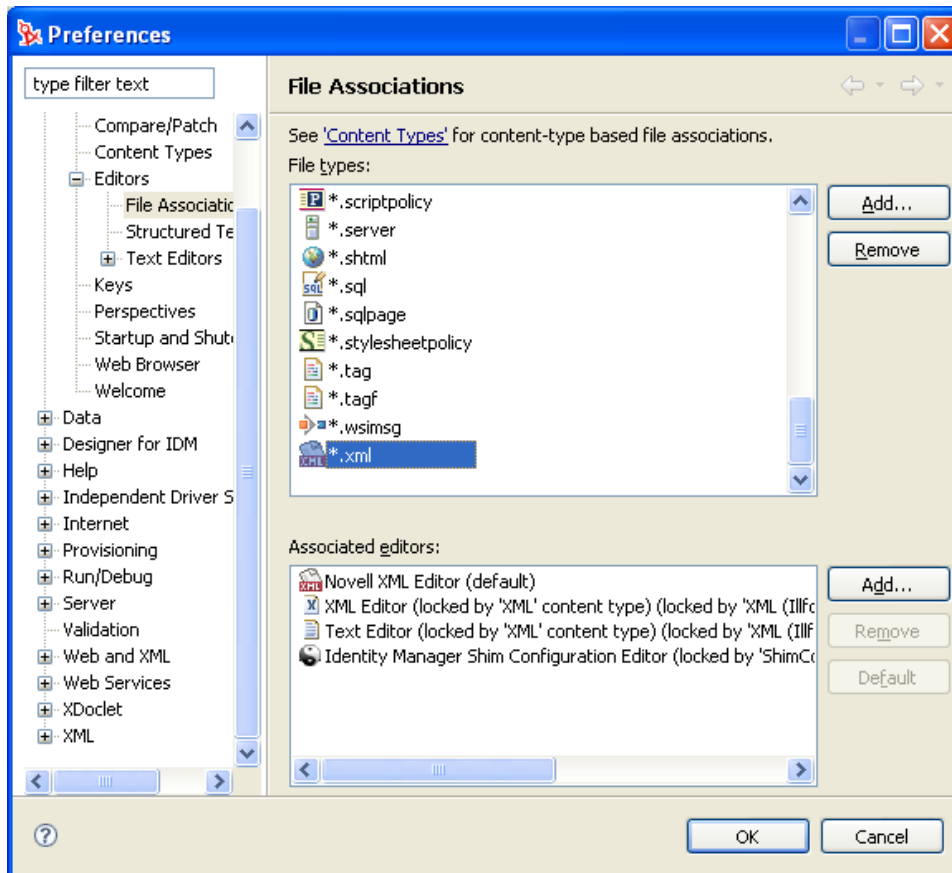 Preferences
type filter text
Compare/Patch
Content Types
Editors
File Associatic
Structured Te
Text Editors
Keys
Perspectives
Startup and Shut
Web Browser
Welcome
Data
Designer for IDM
Help
Independent Driver S
Internet
Provisioning
Run/Debug
Server
Validation
Web and XML
Web Services
XDoclet
XML
File Associations
See 'Content Types' for content-type based file associations.
File types:
*.scriptpolicy
*.server
*.shtml
*.sql
*.sqlpage
*.stylesheetpolicy
*.tag
*.tagf
*.wsimsg
*.xml
Add...
Remove
Associated editors:
Novell XML Editor (default)
XML Editor (locked by 'XML' content type) (locked by 'XML (Illfo
Text Editor (locked by 'XML' content type) (locked by 'XML (Illf
Identity Manager Shim Configuration Editor (locked by 'ShimCo
Add...
Remove
Default
OK
Cancel